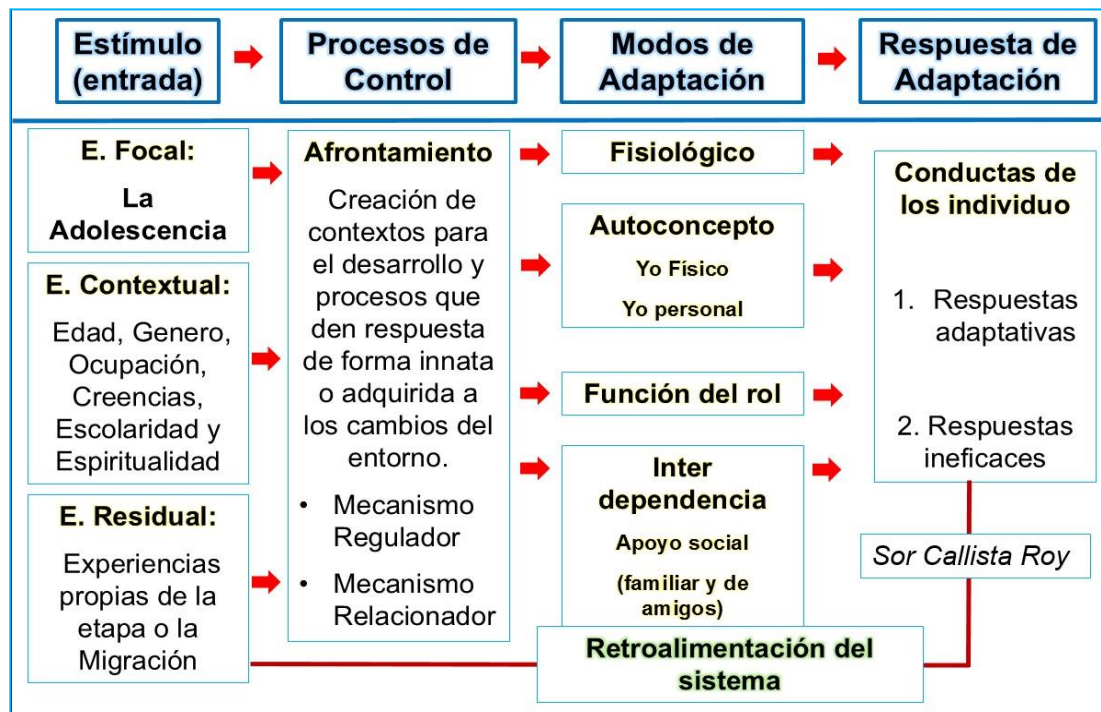 Estímulo
(entrada)
Procesos de
Control
Modos de
Adaptación
Respuesta de
Adaptación
E. Focal:
La
Adolescencia
E. Contextual:
Edad, Genero,
Ocupación,
Creencias,
Escolaridad y
Espiritualidad
E. Residual:
Experiencias
propias de la
etapa o la
Migración
Afrontamiento
Creación de
contextos para
el desarrollo y
procesos que
den respuesta
de forma innata
o adquirida a
los cambios del
entorno.
• Mecanismo
Regulador
• Mecanismo
Relacionador
Fisiológico
Autoconcepto
Yo Físico
Yo personal
Función del rol
Inter
dependencia
Apoyo social
(familiar y de
amigos)
Conductas de
los individuo
1. Respuestas
adaptativas
2. Respuestas
ineficaces
Sor Callista Roy
Retroalimentación del
sistema